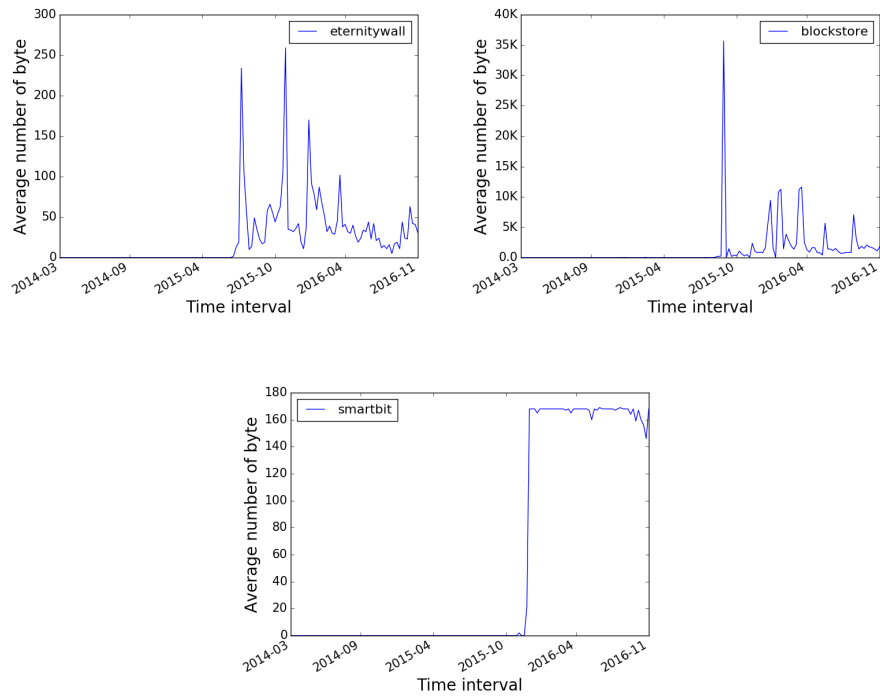 eternitywall
Average number of byte
300
250
200
150
100
50
0
2014-03
2014-09
2015-04
2015-10
2016-04
2016-11
Time interval
blockstore
Average number of byte
40K
35K
30K
25K
20K
15K
10K
5K
0.0
2014-03
2014-09
2015-04
2015-10
2016-04
2016-11
Time interval
smartbit
Average number of byte
180
160
140
120
100
80
60
40
20
0
2014-03
2014-09
2015-04
2015-10
2016-04
2016-11
Time interval